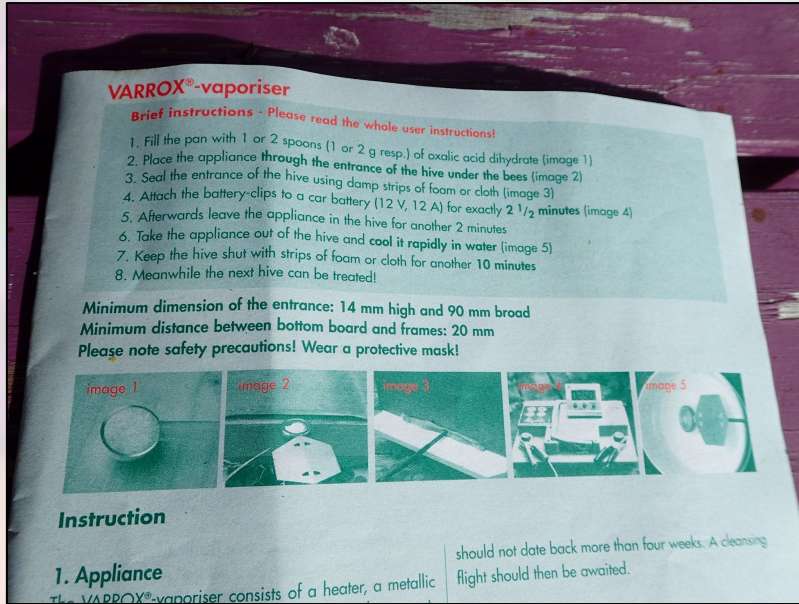 VARROX®-vaporiser
Brief instructions - Please read the whole user instructions!
1. Fill the pan with 1 or 2 spoons (1 or 2 g resp.) of oxalic acid dihydrate (image 1)
2. Place the appliance through the entrance of the hive under the bees (image 2)
3. Seal the entrance of the hive using damp strips of foam or cloth (image 3)
4. Attach the battery-clips to a car battery (12 V, 12 A) for exactly 2 1/2 minutes (image 4)
5. Afterwards leave the appliance in the hive for another 2 minutes
6. Take the appliance out of the hive and cool it rapidly in water (image 5)
7. Keep the hive shut with strips of foam or cloth for another 10 minutes
8. Meanwhile the next hive can be treated!
Minimum dimension of the entrance: 14 mm high and 90 mm broad
Minimum distance between bottom board and frames: 20 mm
Please note safety precautions! Wear a protective mask!
image 1
image 2
image 3
image 4
image 5
Instruction
1. Appliance
The VARROX®-vaporiser consists of a heater, a metallic
should not date back more than four weeks. A cleansing
flight should then be awaited.